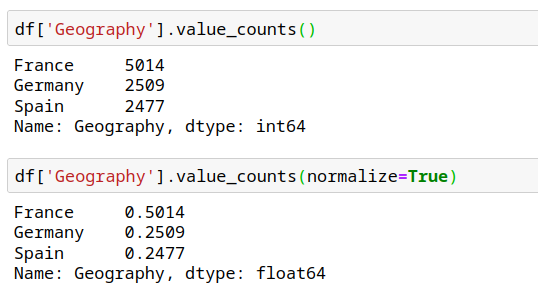 df['Geography'].value_counts()
France     5014
Germany    2509
Spain      2477
Name: Geography, dtype: int64
df['Geography'].value_counts(normalize=True)
France     0.5014
Germany    0.2509
Spain      0.2477
Name: Geography, dtype: float64